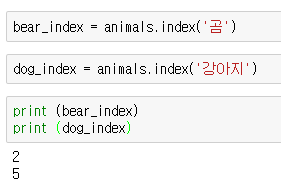 bear_index = animals.index('곰')
dog_index = animals.index('강아지')
print (bear_index)
print (dog_index)
2
5